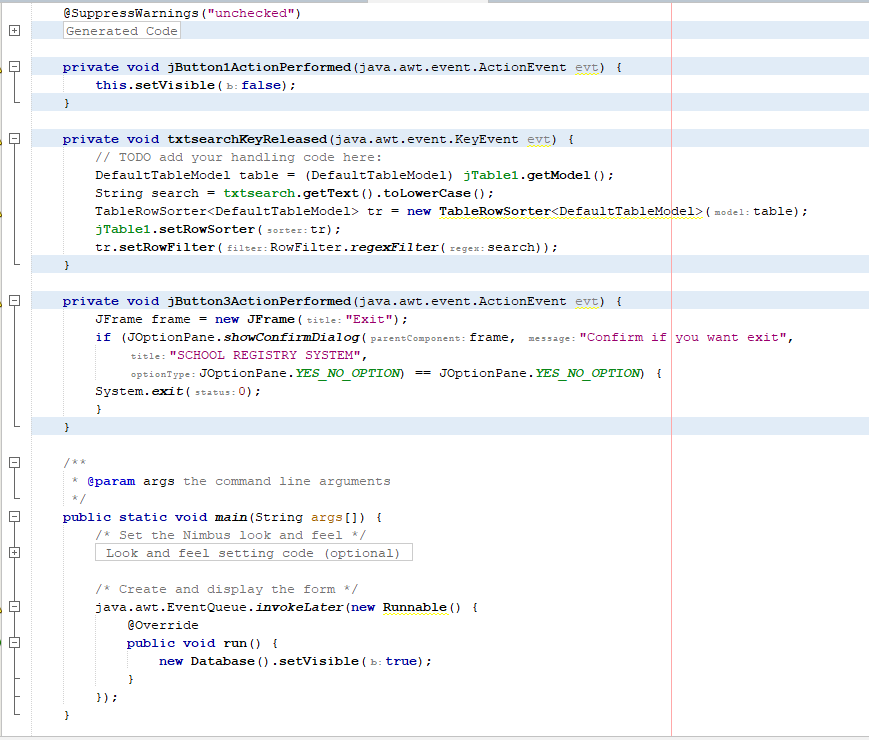 @SuppressWarnings("unchecked")
Generated Code
private void jButton1ActionPerformed(java.awt.event.ActionEvent evt) {
this.setVisible( b: false);
}
private void txtsearchKeyReleased(java.awt.event.KeyEvent evt) {
// TODO add your handling code here:
DefaultTableModel table = (DefaultTableModel) jTable1.getModel();
String search = txtsearch.getText().toLowerCase();
TableRowSorter<DefaultTableModel> tr = new TableRowSorter<DefaultTableModel>( model: table);
jTable1.setRowSorter( sorter: tr);
tr.setRowFilter( filter: RowFilter.regexFilter( regex: search));
}
private void jButton3ActionPerformed(java.awt.event.ActionEvent evt) {
JFrame frame = new JFrame( title: "Exit");
if (JOptionPane.showConfirmDialog( parentComponent: frame, message: "Confirm if you want exit",
title: "SCHOOL REGISTRY SYSTEM",
optionType: JOptionPane.YES_NO_OPTION) == JOptionPane.YES_NO_OPTION) {
System.exit( status: 0);
}
}
/**
* @param args the command line arguments
*/
public static void main(String args[]) {
/* Set the Nimbus look and feel */
Look and feel setting code (optional)
/* Create and display the form */
java.awt.EventQueue.invokeLater(new Runnable() {
@Override
public void run() {
new Database().setVisible( b: true);
}
});
}